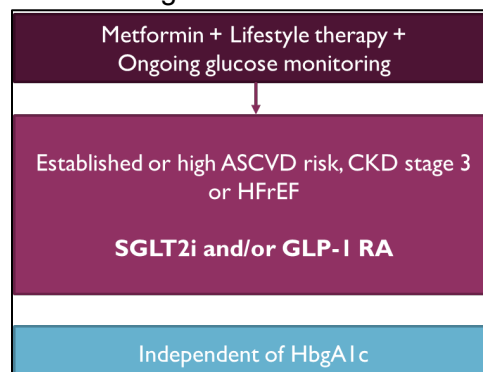 Metformin + Lifestyle therapy +
Ongoing glucose monitoring
Established or high ASCVD risk, CKD stage 3
or HFrEF
SGLT2i and/or GLP-1 RA
Independent of HbgA1c